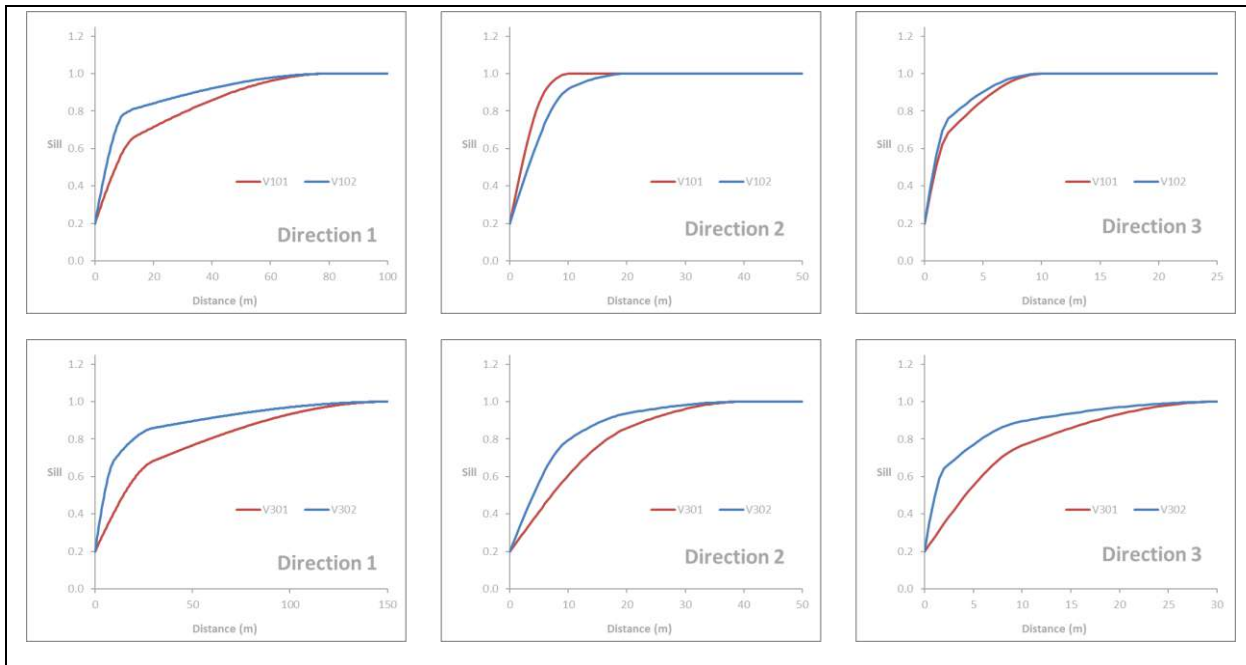 1.2
1.0
0.8
Sill
0.6
0.4
0.2
0.0
V101 V102
Direction 1
0 20 40 60 80 100
Distance (m)
1.2
1.0
0.8
Sill
0.6
0.4
0.2
0.0
V101 V102
Direction 2
0 10 20 30 40 50
Distance (m)
1.2
1.0
0.8
Sill
0.6
0.4
0.2
0.0
V101 V102
Direction 3
0 5 10 15 20 25
Distance (m)
1.2
1.0
0.8
Sill
0.6
0.4
0.2
0.0
V301 V302
Direction 1
0 50 100 150
Distance (m)
1.2
1.0
0.8
Sill
0.6
0.4
0.2
0.0
V301 V302
Direction 2
0 10 20 30 40 50
Distance (m)
1.2
1.0
0.8
Sill
0.6
0.4
0.2
0.0
V301 V302
Direction 3
0 5 10 15 20 25 30
Distance (m)